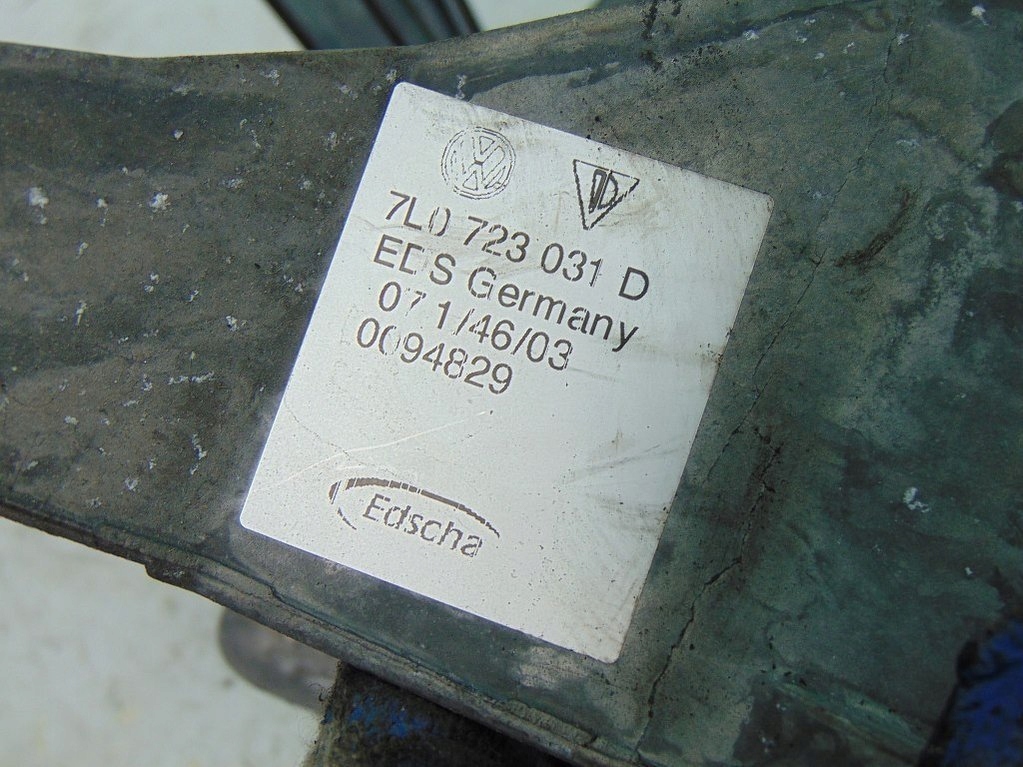 7L0 723 031 D
EDS Germany
07 1/46/03
0094829
Edscha